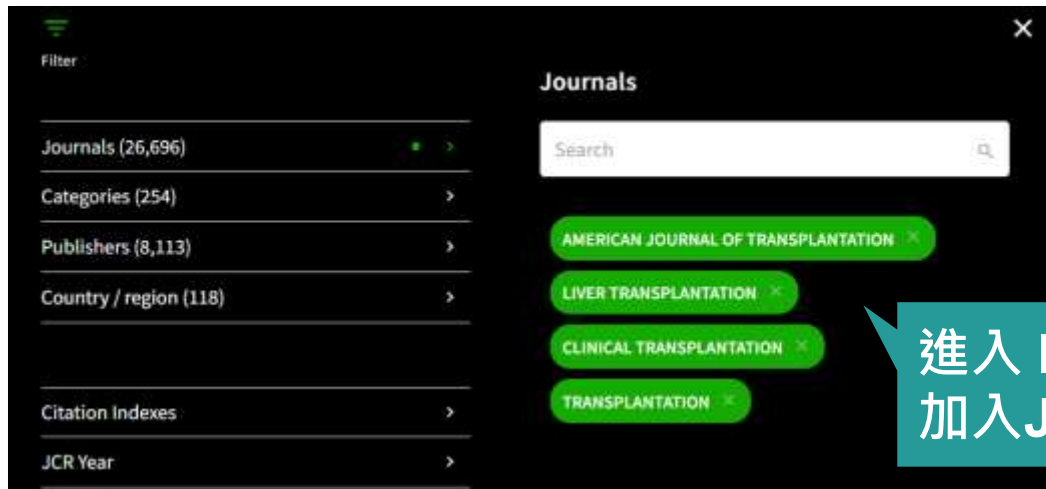 Filter
Journals (26,696)
Categories (254)
Publishers (8,113)
Country / region (118)
Citation Indexes
JCR Year
Journals
Search
AMERICAN JOURNAL OF TRANSPLANTATION
LIVER TRANSPLANTATION
CLINICAL TRANSPLANTATION
TRANSPLANTATION
進入
加入J